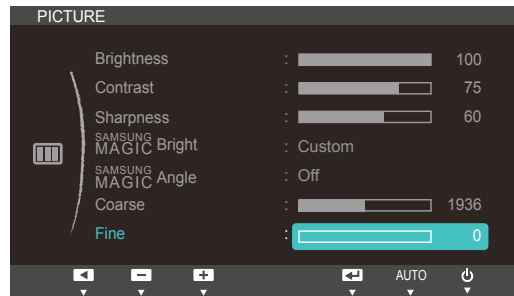 PICTURE
Brightness : 100
Contrast : 75
Sharpness : 60
SAMSUNG
MAGIC Bright : Custom
SAMSUNG
MAGIC Angle : Off
Coarse : 1936
Fine : 0
AUTO